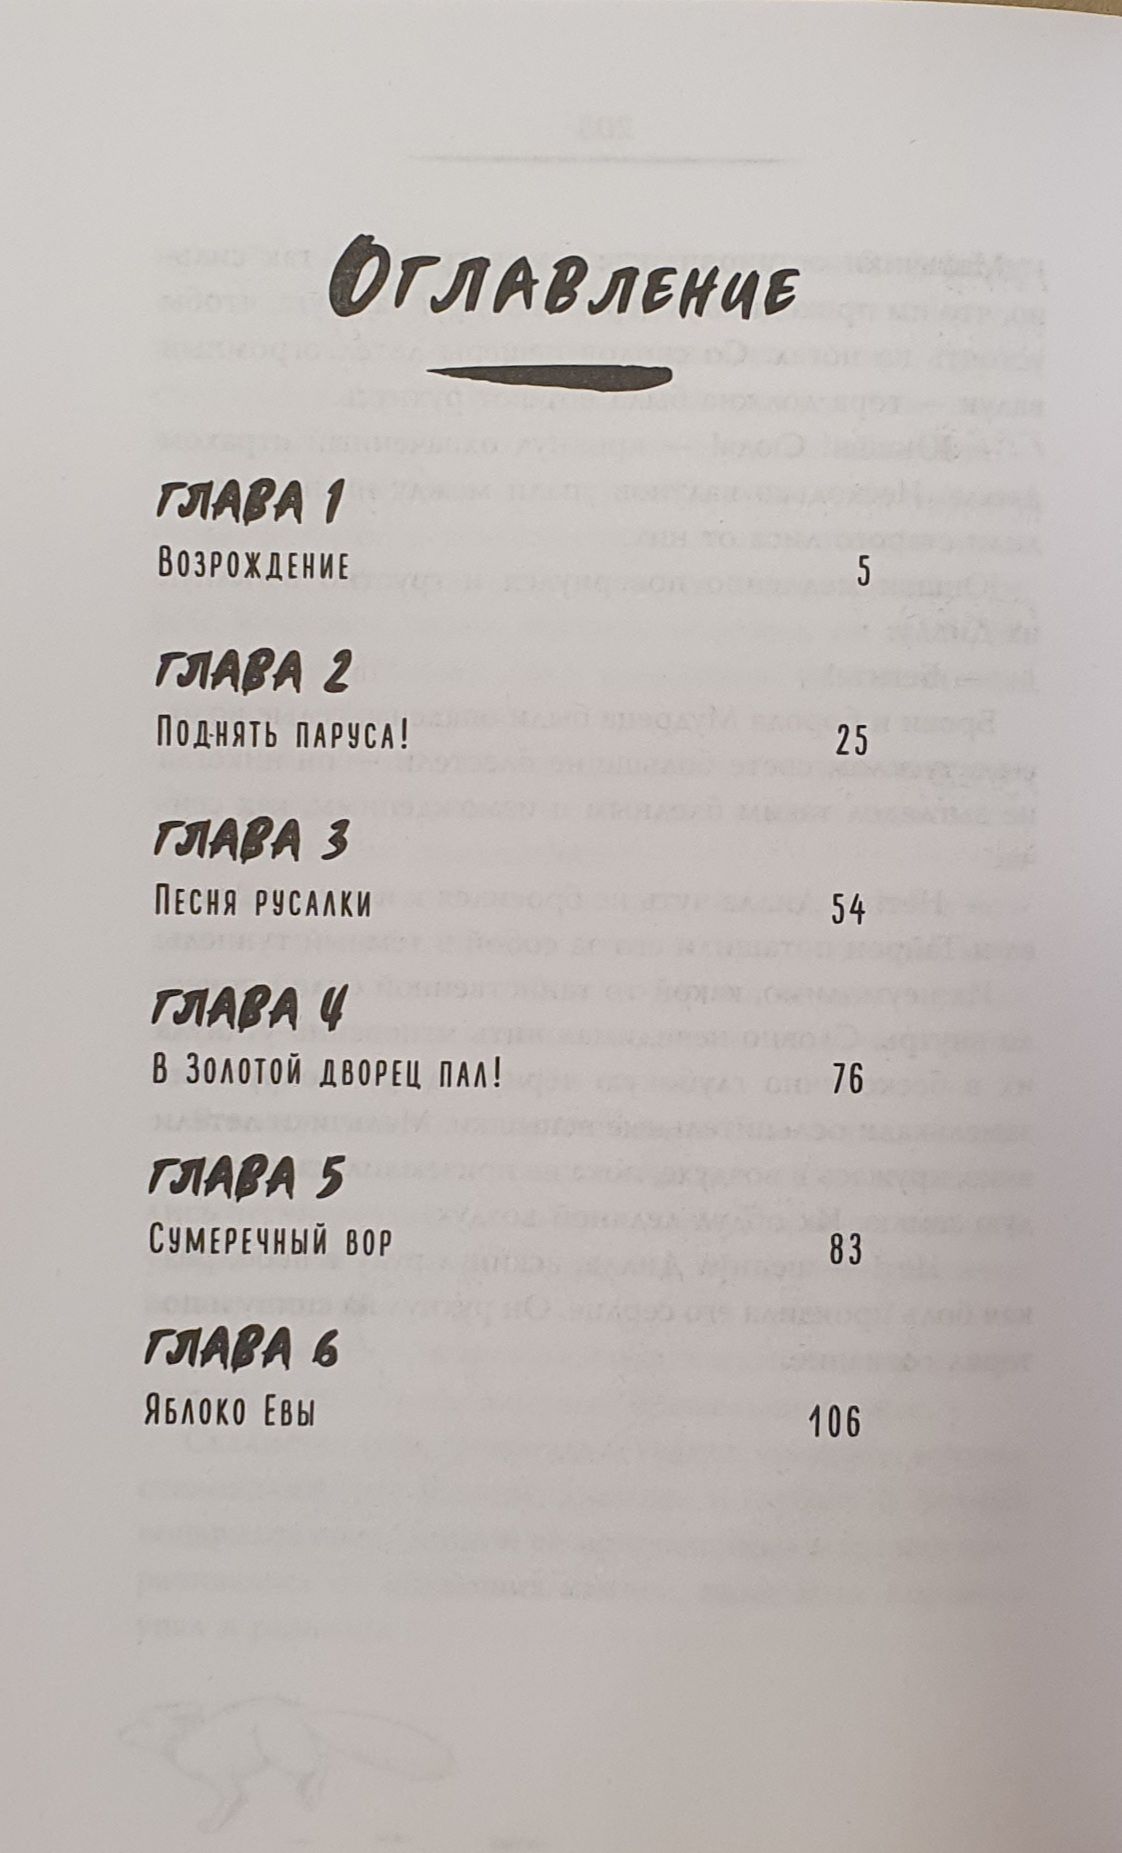 Оглавление
Глава 1
Возрождение 5
Глава 2
Поднять паруса! 25
Глава 3
Песня русалки 54
Глава 4
В Золотой дворец пал! 76
Глава 5
Сумеречный вор 83
Глава 6
Яблоко Евы 106